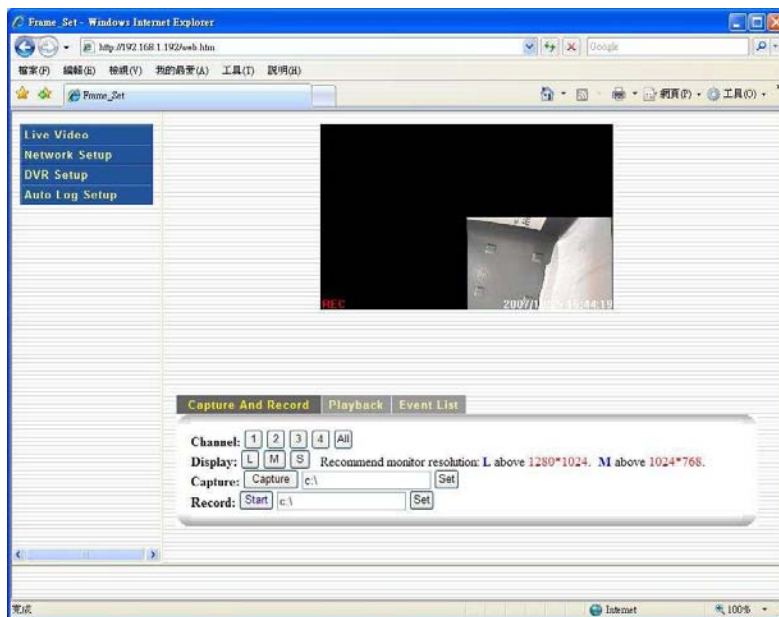 Frame_Set - Windows Internet Explorer
http://192.168.1.192/web.htm
Google
檔案(F) 編輯(E) 檢視(V) 我的最愛(A) 工具(T) 說明(H)
Frame_Set
網頁(P) 工具(O)
Live Video
Network Setup
DVR Setup
Auto Log Setup
REC
Capture And Record Playback Event List
Channel: 1 2 3 4 All
Display: L M S Recommend monitor resolution: L above 1280*1024. M above 1024*768.
Capture: Capture c:\ Set
Record: Start c:\ Set
完成 Internet 100%